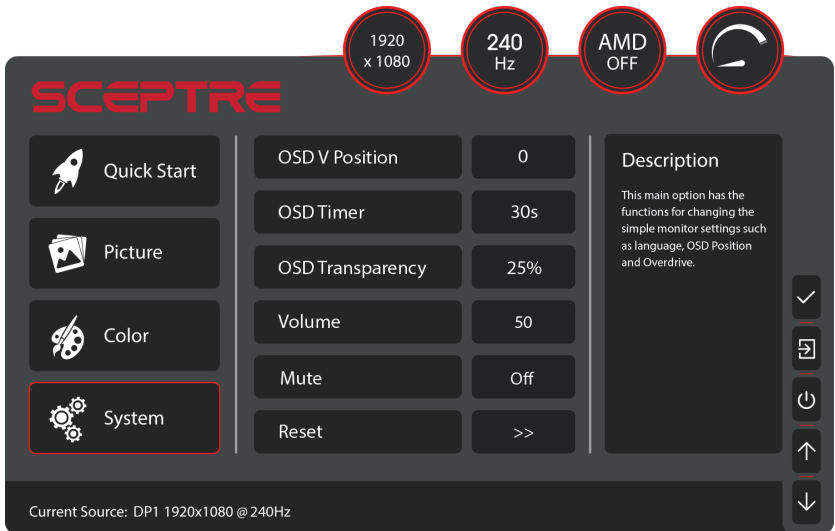 1920
x 1080
240
Hz
AMD
OFF
SCEPTRE
Quick Start
Picture
Color
System
OSD V Position 0
OSD Timer 30s
OSD Transparency 25%
Volume 50
Mute Off
Reset >>
Description
This main option has the
functions for changing the
simple monitor settings such
as language, OSD Position
and Overdrive.
Current Source: DP1 1920x1080 @ 240Hz